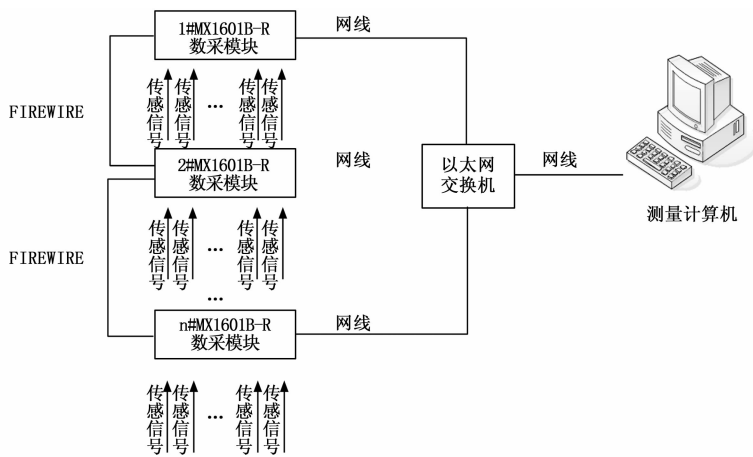 1#MX1601B-R
数采模块
网线
传感信号
传感信号
...
传感信号
传感信号
FIREWIRE
2#MX1601B-R
数采模块
网线
以太网
交换机
网线
测量计算机
传感信号
传感信号
...
传感信号
传感信号
FIREWIRE
...
n#MX1601B-R
数采模块
网线
传感信号
传感信号
...
传感信号
传感信号